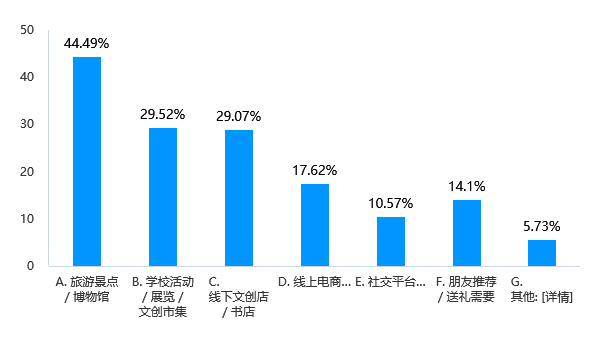 50
40
30
20
10
0
44.49%
29.52%
29.07%
17.62%
10.57%
14.1%
5.73%
A. 旅游景点
/ 博物馆
B. 学校活动
/ 展览 /
文创市集
C.
线下文创店
/ 书店
D. 线上电商...
E. 社交平台...
F. 朋友推荐
/ 送礼需要
G.
其他: [详情]